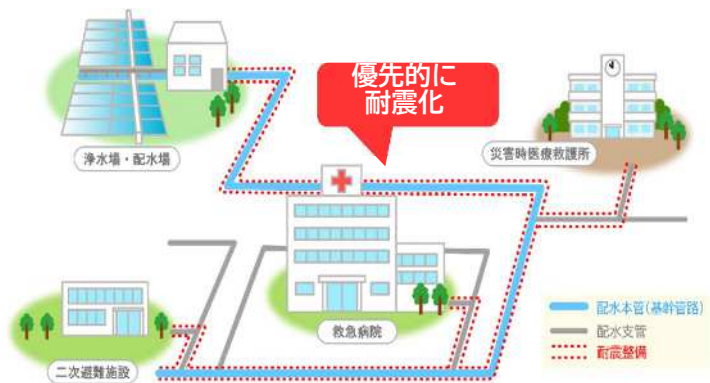 優先的に
耐震化
浄水場・配水場
災害時医療救護所
救急病院
二次避難施設
配水本管(基幹管路)
配水支管
耐震整備